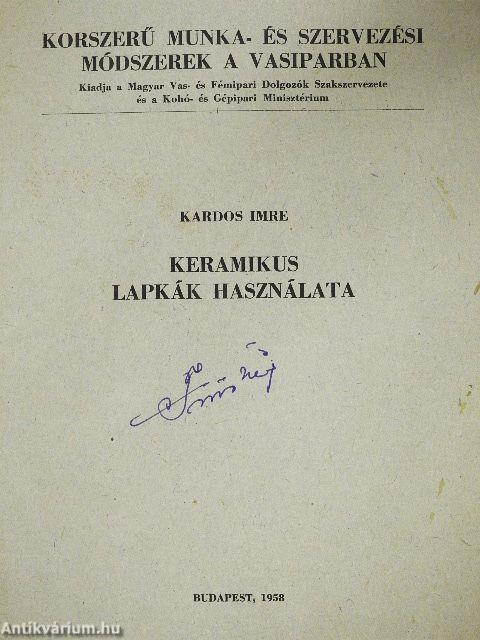 KORSZERŰ MUNKA- ÉS SZERVEZÉSI
MÓDSZEREK A VASIPARBAN
Kiadja a Magyar Vas- és Fémipari Dolgozók Szakszervezete
és a Kohó- és Gépipari Minisztérium
KARDOS IMRE
KERAMIKUS
LAPKÁK HASZNÁLATA
BUDAPEST, 1958
Antikvárium.hu